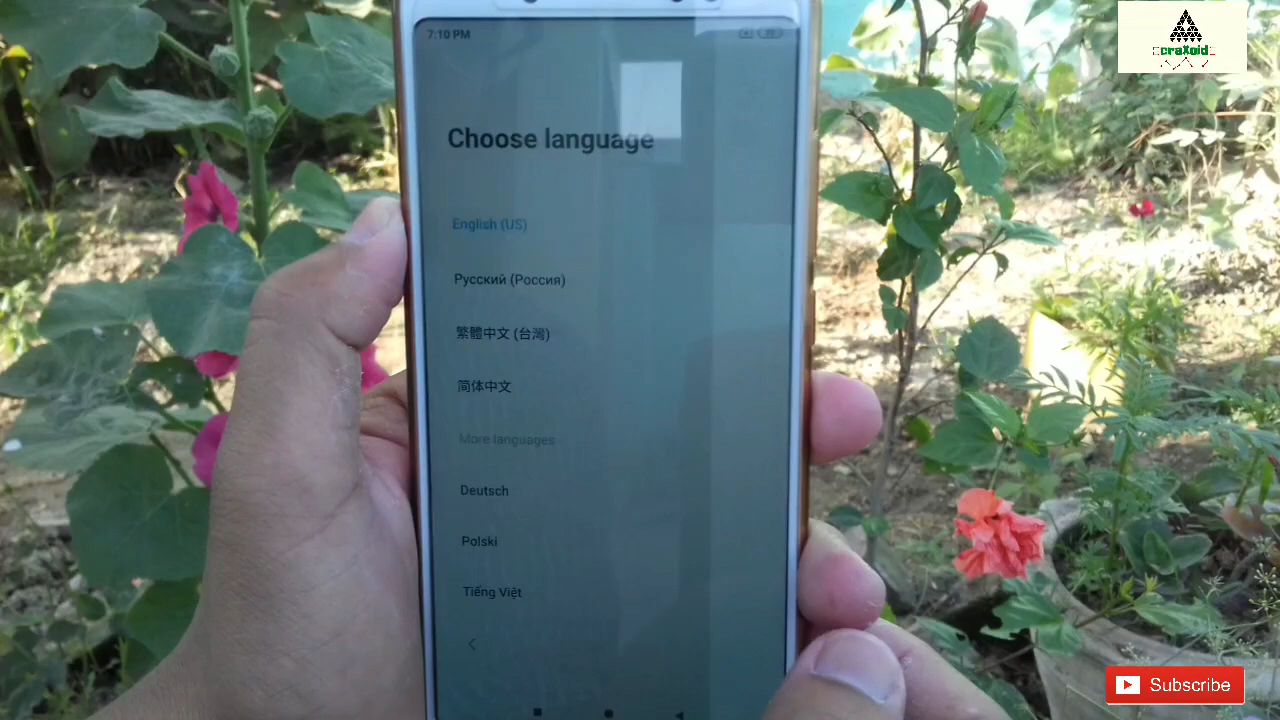 7:10 PM
craXoid
Choose language
English (US)
Русский (Россия)
繁體中文 (台灣)
简体中文
More languages
Deutsch
Polski
Tiếng Việt
Subscribe